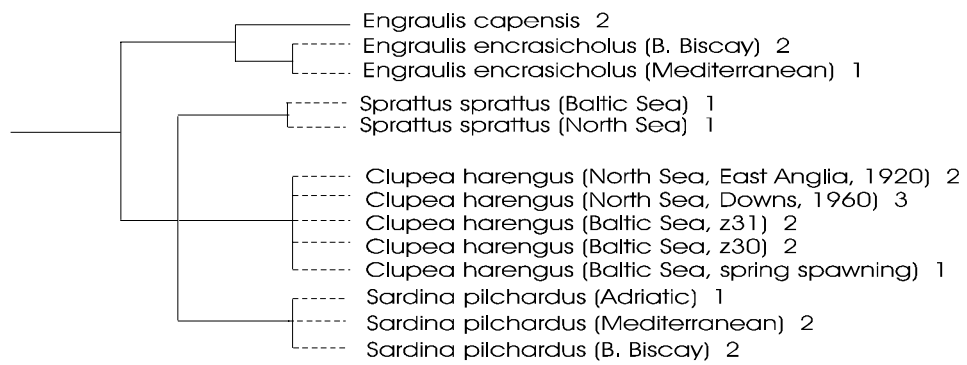 Engraulis capensis 2
Engraulis encrasicholus (B. Biscay) 2
Engraulis encrasicholus (Mediterranean) 1
Sprattus sprattus (Baltic Sea) 1
Sprattus sprattus (North Sea) 1
Clupea harengus (North Sea, East Anglia, 1920) 2
Clupea harengus (North Sea, Downs, 1960) 3
Clupea harengus (Baltic Sea, z31) 2
Clupea harengus (Baltic Sea, z30) 2
Clupea harengus (Baltic Sea, spring spawning) 1
Sardina pilchardus (Adriatic) 1
Sardina pilchardus (Mediterranean) 2
Sardina pilchardus (B. Biscay) 2